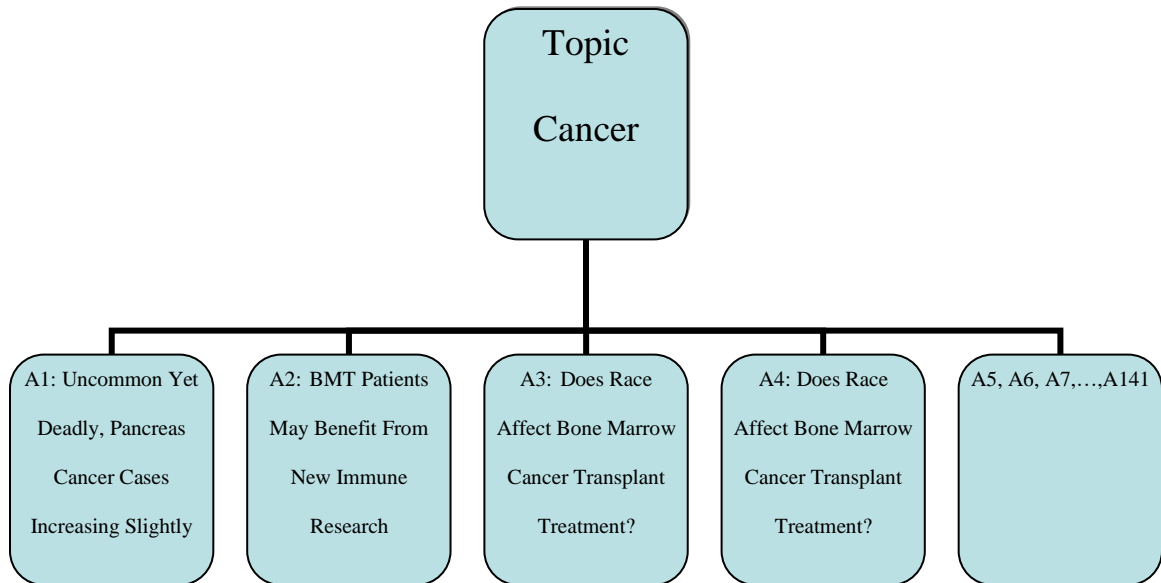 Topic
Cancer
A1: Uncommon Yet
Deadly, Pancreas
Cancer Cases
Increasing Slightly
A2: BMT Patients
May Benefit From
New Immune
Research
A3: Does Race
Affect Bone Marrow
Cancer Transplant
Treatment?
A4: Does Race
Affect Bone Marrow
Cancer Transplant
Treatment?
A5, A6, A7,…,A141